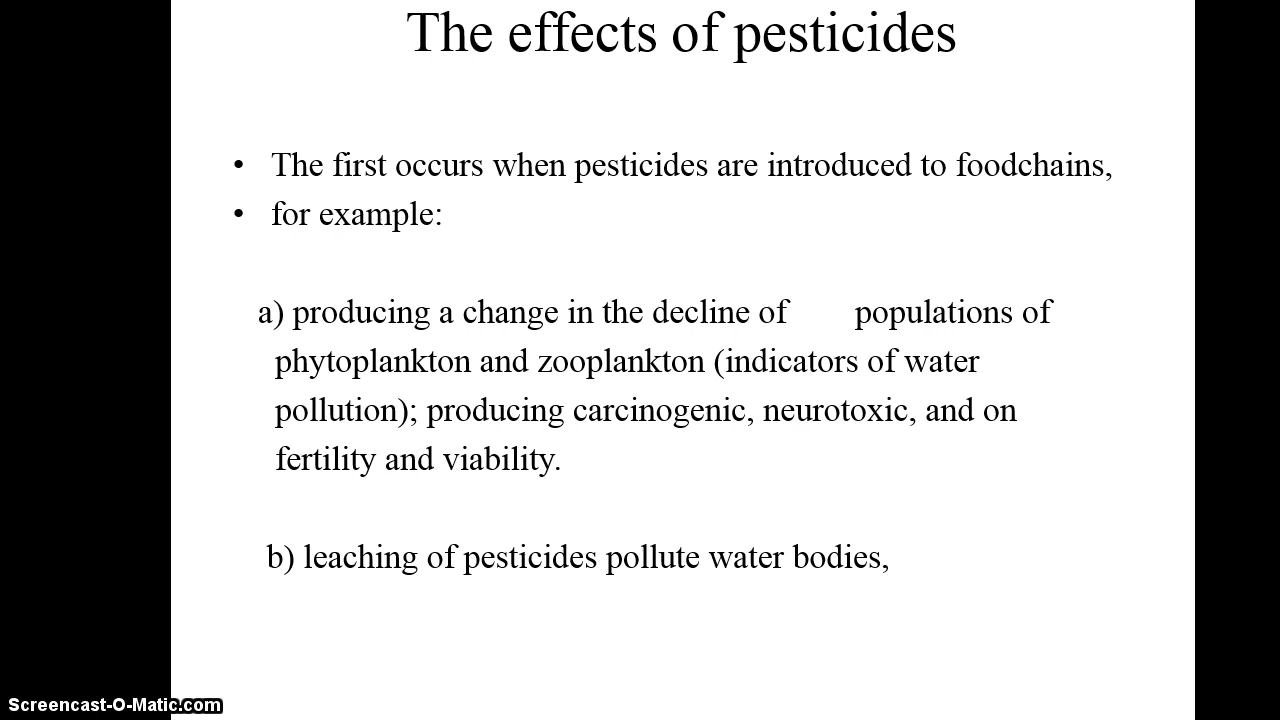 The effects of pesticides
• The first occurs when pesticides are introduced to foodchains,
• for example:
a) producing a change in the decline of populations of
phytoplankton and zooplankton (indicators of water
pollution); producing carcinogenic, neurotoxic, and on
fertility and viability.
b) leaching of pesticides pollute water bodies,
Screencast-O-Matic.com